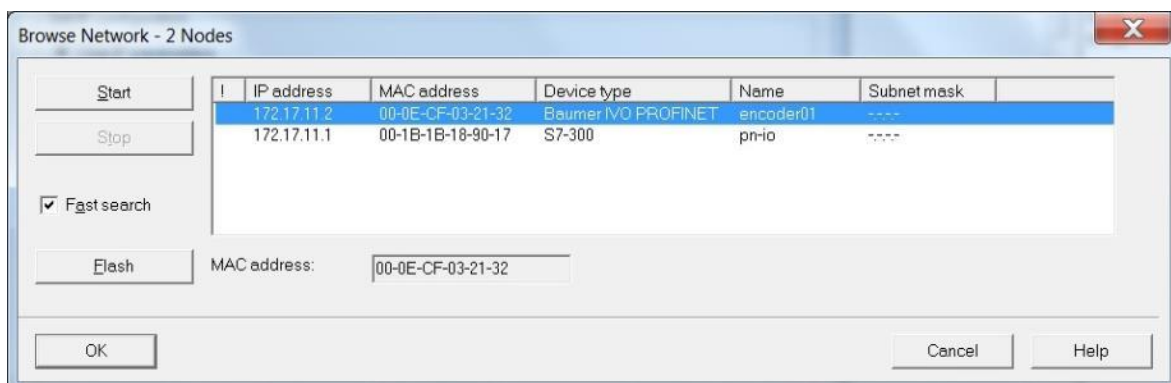 Browse Network - 2 Nodes
Start
Stop
Fast search
Flash
! IP address MAC address Device type Name Subnet mask
172.17.11.2 00-0E-CF-03-21-32 Baumer IVO PROFINET encoder01 -.-.-.-
172.17.11.1 00-1B-1B-18-90-17 S7-300 pn-io -.-.-.-
MAC address: 00-0E-CF-03-21-32
OK
Cancel
Help